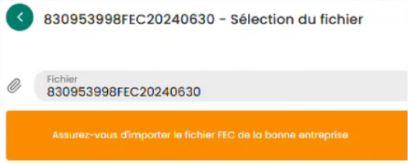 830953998FEC20240630 - Sélection du fichier
Fichier
830953998FEC20240630
Assurez-vous d'importer le fichier FEC de la bonne entreprise